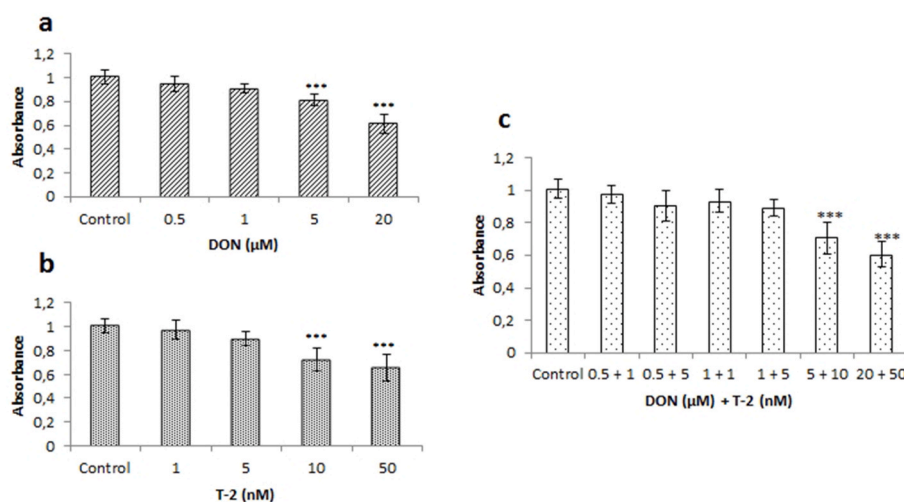 a
1,2
1
0,8
0,6
0,4
0,2
0
Absorbance
*** ***
Control 0.5 1 5 20
DON (µM)
b
1,2
1
0,8
0,6
0,4
0,2
0
Absorbance
*** ***
Control 1 5 10 50
T-2 (nM)
c
1,2
1
0,8
0,6
0,4
0,2
0
Absorbance
*** ***
Control 0.5 + 1 0.5 + 5 1 + 1 1 + 5 5 + 10 20 + 50
DON (µM) + T-2 (nM)